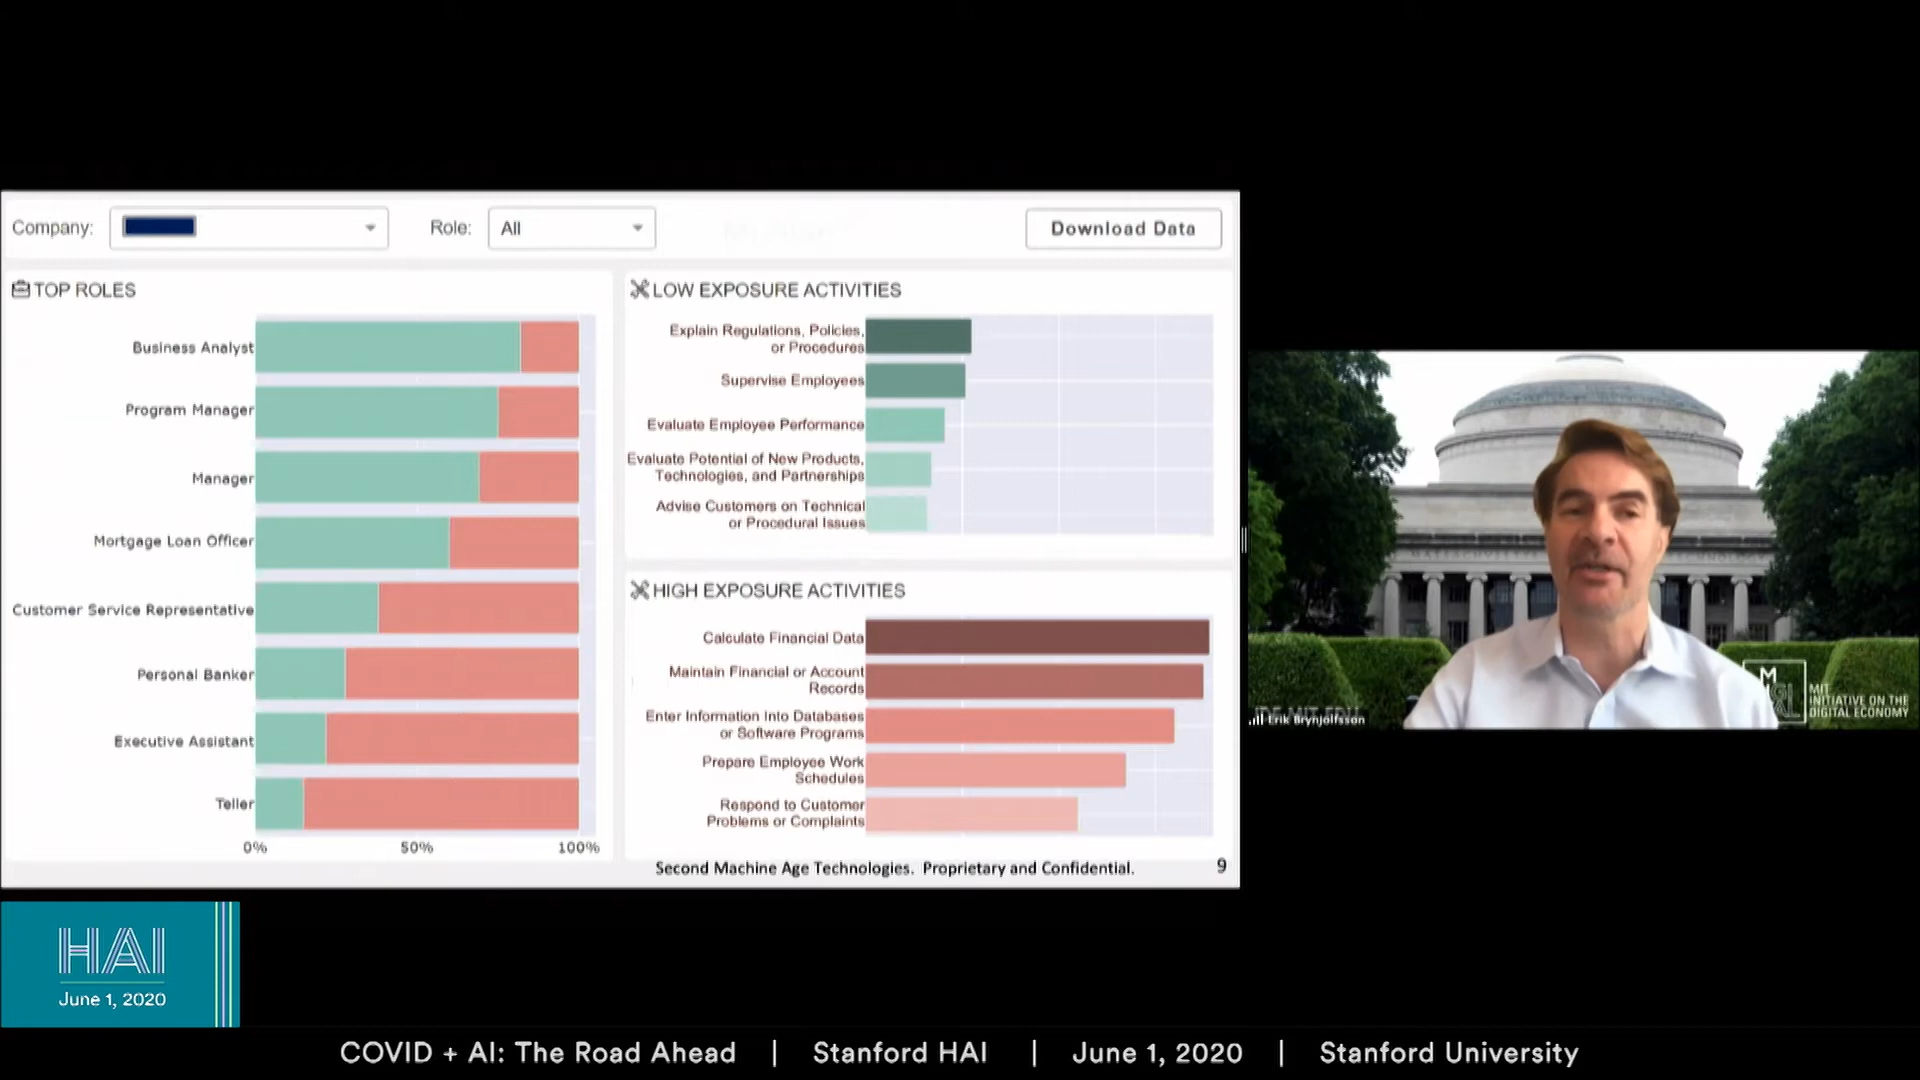 Company:
Role:
All
Download Data
TOP ROLES
Business Analyst
Program Manager
Manager
Mortgage Loan Officer
Customer Service Representative
Personal Banker
Executive Assistant
Teller
0%
50%
100%
LOW EXPOSURE ACTIVITIES
Explain Regulations, Policies,
or Procedures
Supervise Employees
Evaluate Employee Performance
Evaluate Potential of New Products,
Technologies, and Partnerships
Advise Customers on Technical
or Procedural Issues
HIGH EXPOSURE ACTIVITIES
Calculate Financial Data
Maintain Financial or Account
Records
Enter Information Into Databases
or Software Programs
Prepare Employee Work
Schedules
Respond to Customer
Problems or Complaints
Second Machine Age Technologies. Proprietary and Confidential.
9
Erik Brynjolfsson
MIT
INITIATIVE ON THE
DIGITAL ECONOMY
HAI
June 1, 2020
COVID + AI: The Road Ahead | Stanford HAI | June 1, 2020 | Stanford University